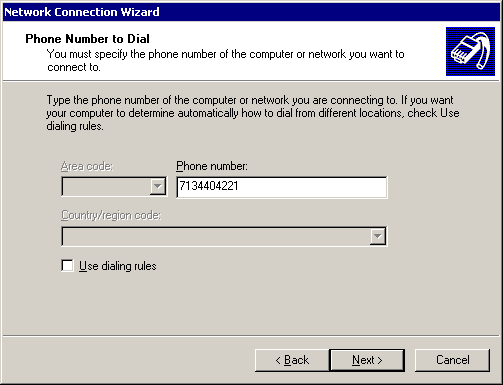 Network Connection Wizard
Phone Number to Dial
You must specify the phone number of the computer or network you want to
connect to.
Type the phone number of the computer or network you are connecting to. If you want
your computer to determine automatically how to dial from different locations, check Use
dialing rules.
Area code: Phone number:
7134404221
Country/region code:
Use dialing rules
< Back Next > Cancel